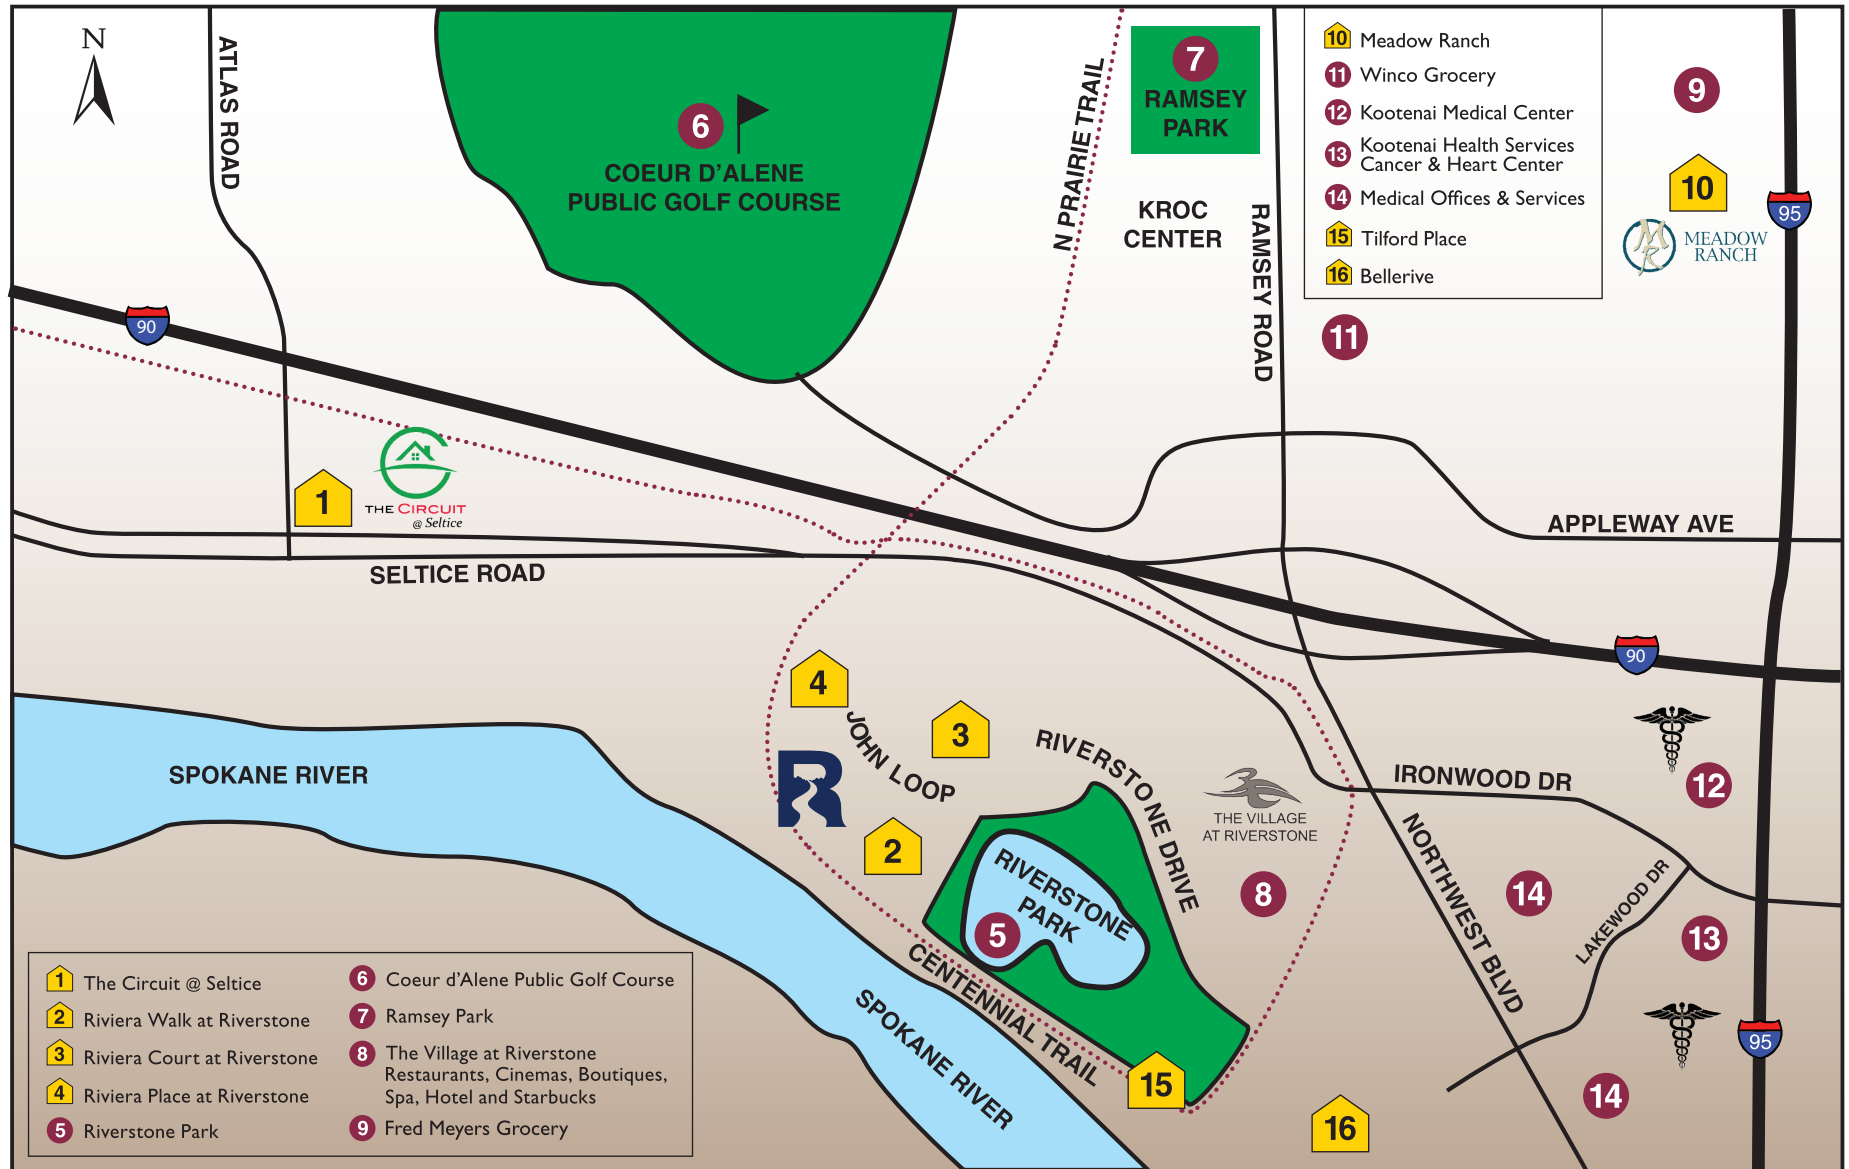 N
ATLAS ROAD
6
COEUR D'ALENE
PUBLIC GOLF COURSE
N PRAIRIE TRAIL
7
RAMSEY
PARK
KROC
CENTER
RAMSEY ROAD
10 Meadow Ranch
11 Winco Grocery
12 Kootenai Medical Center
13 Kootenai Health Services
Cancer & Heart Center
14 Medical Offices & Services
15 Tilford Place
16 Bellerive
9
10
95
MR
MEADOW
RANCH
90
11
1
THE CIRCUIT
@ Seltice
SELTICE ROAD
APPLEWAY AVE
90
4
JOHN LOOP
3
RIVERSTONE DRIVE
R
2
THE VILLAGE
AT RIVERSTONE
8
IRONWOOD DR
12
SPOKANE RIVER
RIVERSTONE
PARK
5
NORTHWEST BLVD
14
LAKEWOOD DR
13
CENTENNIAL TRAIL
SPOKANE RIVER
15
16
14
95
1 The Circuit @ Seltice
2 Riviera Walk at Riverstone
3 Riviera Court at Riverstone
4 Riviera Place at Riverstone
5 Riverstone Park
6 Coeur d'Alene Public Golf Course
7 Ramsey Park
8 The Village at Riverstone
Restaurants, Cinemas, Boutiques,
Spa, Hotel and Starbucks
9 Fred Meyers Grocery